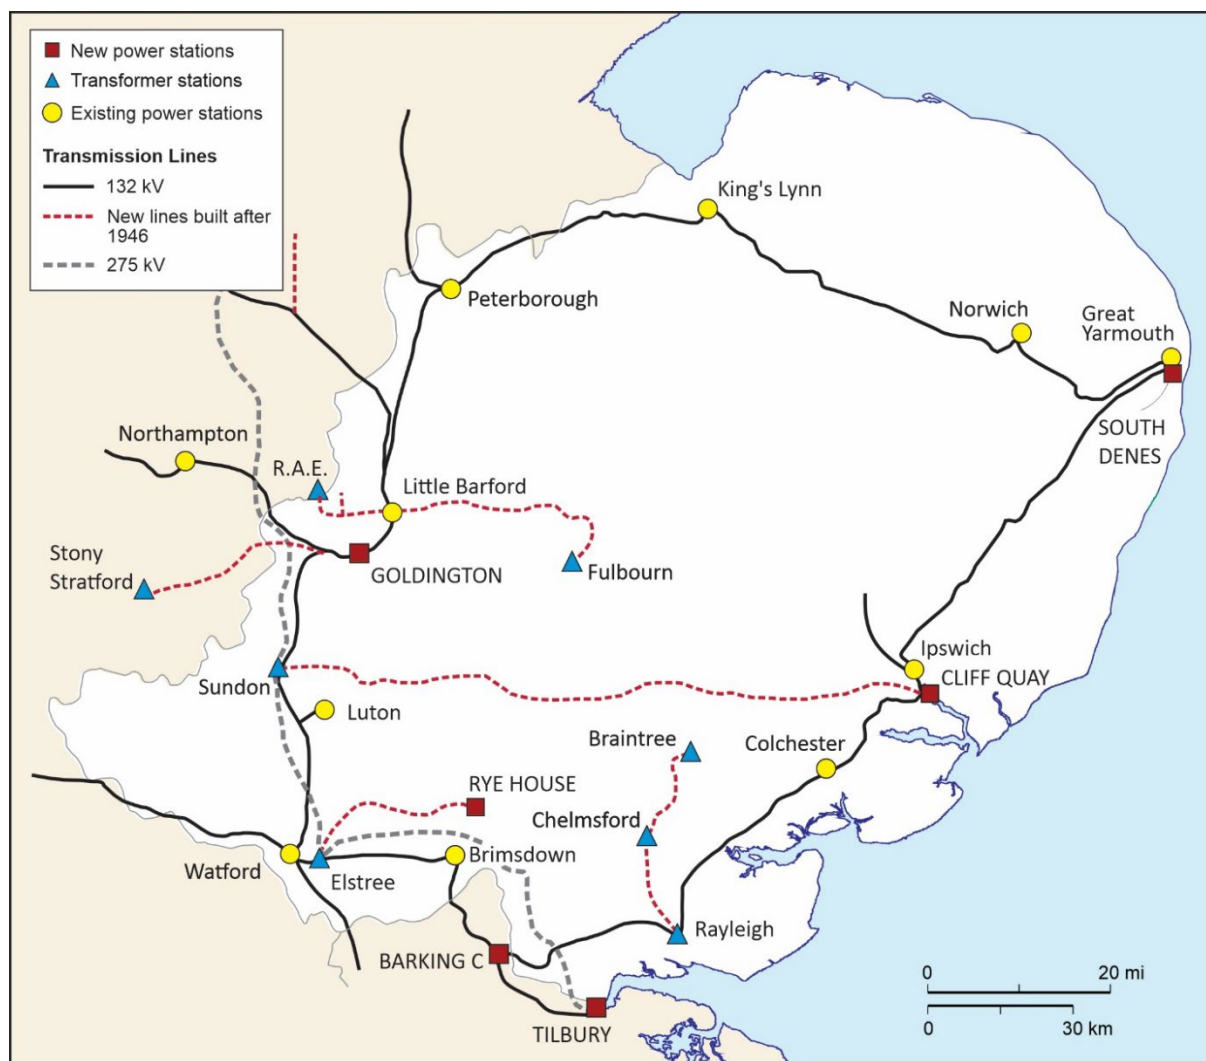 New power stations
Transformer stations
Existing power stations
Transmission Lines
132 kV
New lines built after
1946
275 kV
King's Lynn
Peterborough
Norwich
Great
Yarmouth
SOUTH
DENES
Northampton
R.A.E.
Little Barford
Stony
Stratford
GOLDINGTON
Fulbourn
Ipswich
CLIFF QUAY
Sundon
Luton
Braintree
Colchester
RYE HOUSE
Chelmsford
Watford
Elstree
Brimsdown
Rayleigh
BARKING C
TILBURY
0 20 mi
0 30 km